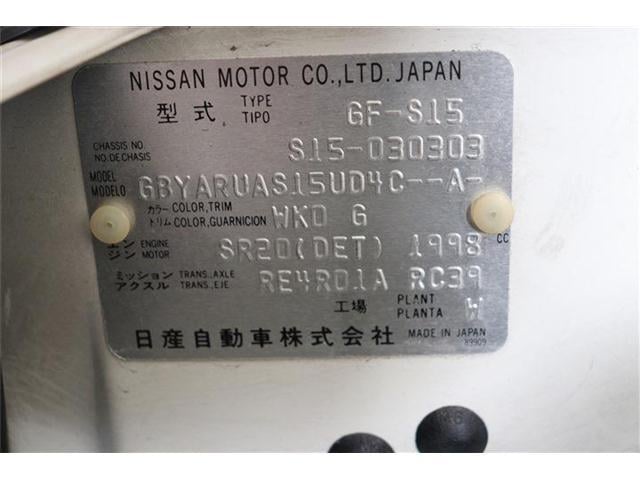 NISSAN MOTOR CO.,LTD. JAPAN
型式 TYPE TIPO GF-S15
CHASSIS NO. NO. DE CHASIS S15-030303
MODEL MODELO GBYARUAS15UD4C--A-
カラー COLOR,TRIM トリム COLOR,GUARNICION WK0 G
エンジン ENGINE MOTOR SR20(DET) 1998 CC
ミッション TRANS.,AXLE アクスル TRANS.,EJE RE4R01A RC39
工場 PLANT PLANTA W
日産自動車株式会社 MADE IN JAPAN
89909